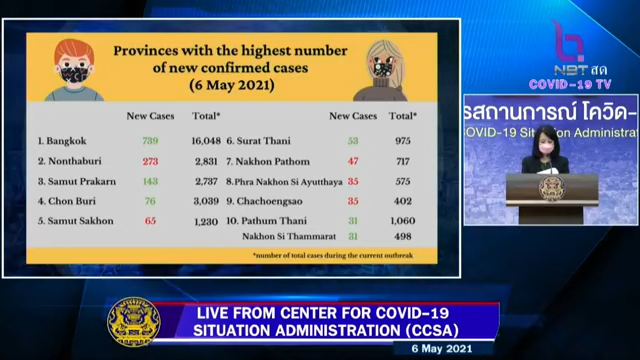 Provinces with the highest number
of new confirmed cases
(6 May 2021)
New Cases Total* New Cases Total*
1. Bangkok 739 16,048 6. Surat Thani 53 975
2. Nonthaburi 273 2,831 7. Nakhon Pathom 47 717
3. Samut Prakarn 143 2,737 8. Phra Nakhon Si Ayutthaya 35 575
4. Chon Buri 76 3,039 9. Chachoengsao 35 402
5. Samut Sakhon 65 1,230 10. Pathum Thani 31 1,060
Nakhon Si Thammarat 31 498
*number of total cases during the current outbreak
NBT สด
COVID-19 TV
รสถานการณ์ โควิด-
COVID-19 Situation Administra
LIVE FROM CENTER FOR COVID-19
SITUATION ADMINISTRATION (CCSA)
6 May 2021